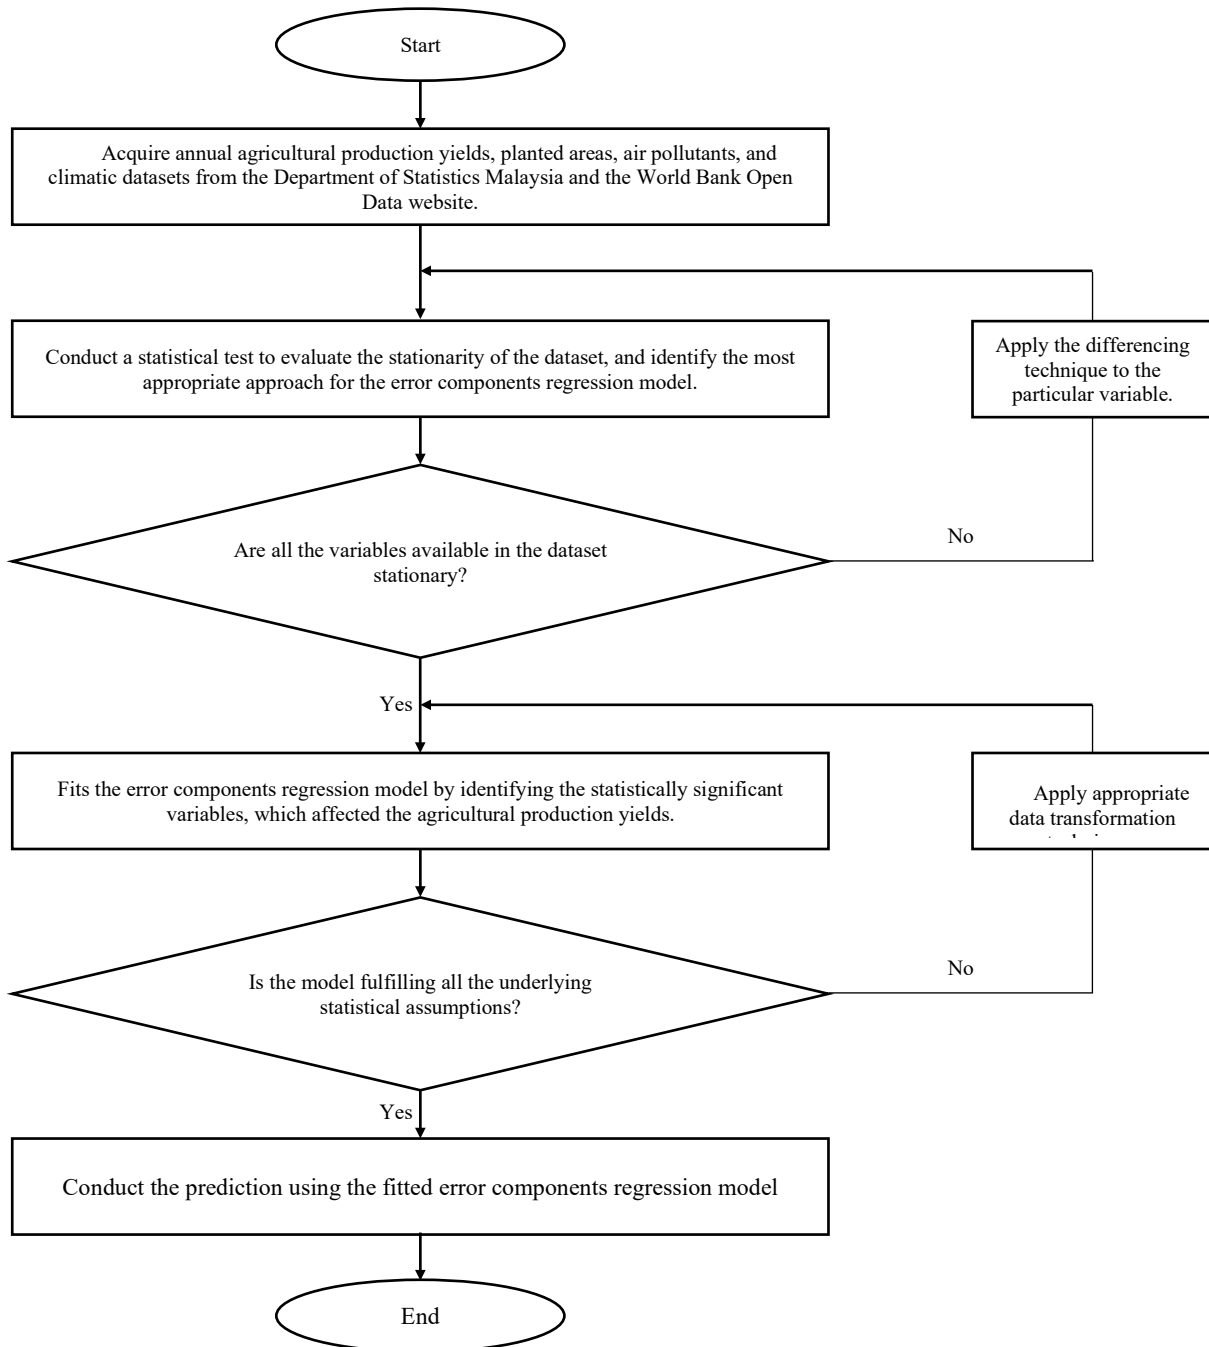 Start
Acquire annual agricultural production yields, planted areas, air pollutants, and
climatic datasets from the Department of Statistics Malaysia and the World Bank Open
Data website.
Conduct a statistical test to evaluate the stationarity of the dataset, and identify the most
appropriate approach for the error components regression model.
Apply the differencing
technique to the
particular variable.
Are all the variables available in the dataset
stationary?
No
Yes
Fits the error components regression model by identifying the statistically significant
variables, which affected the agricultural production yields.
Apply appropriate
data transformation
Is the model fulfilling all the underlying
statistical assumptions?
No
Yes
Conduct the prediction using the fitted error components regression model
End